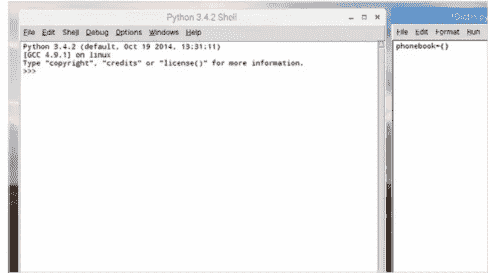 Python 3.4.2 Shell
File Edit Shell Debug Options Windows Help
Python 3.4.2 (default, Oct 19 2014, 13:31:11)
[GCC 4.9.1] on linux
Type "copyright", "credits" or "license()" for more information.
>>>
File Edit Format Run
phonebook={}